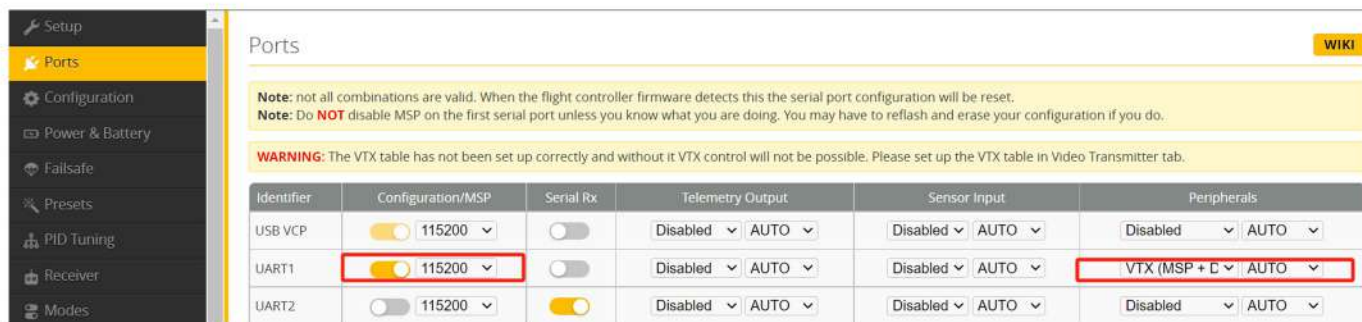 Setup
Ports
Configuration
Power & Battery
Failsafe
Presets
PID Tuning
Receiver
Modes
Ports
WIKI
Note: not all combinations are valid. When the flight controller firmware detects this the serial port configuration will be reset.
Note: Do NOT disable MSP on the first serial port unless you know what you are doing. You may have to reflash and erase your configuration if you do.
WARNING: The VTX table has not been set up correctly and without it VTX control will not be possible. Please set up the VTX table in Video Transmitter tab.
Identifier Configuration/MSP Serial Rx Telemetry Output Sensor Input Peripherals
USB VCP 115200 Disabled AUTO Disabled AUTO Disabled AUTO
UART1 115200 Disabled AUTO Disabled AUTO VTX (MSP + D AUTO
UART2 115200 Disabled AUTO Disabled AUTO Disabled AUTO